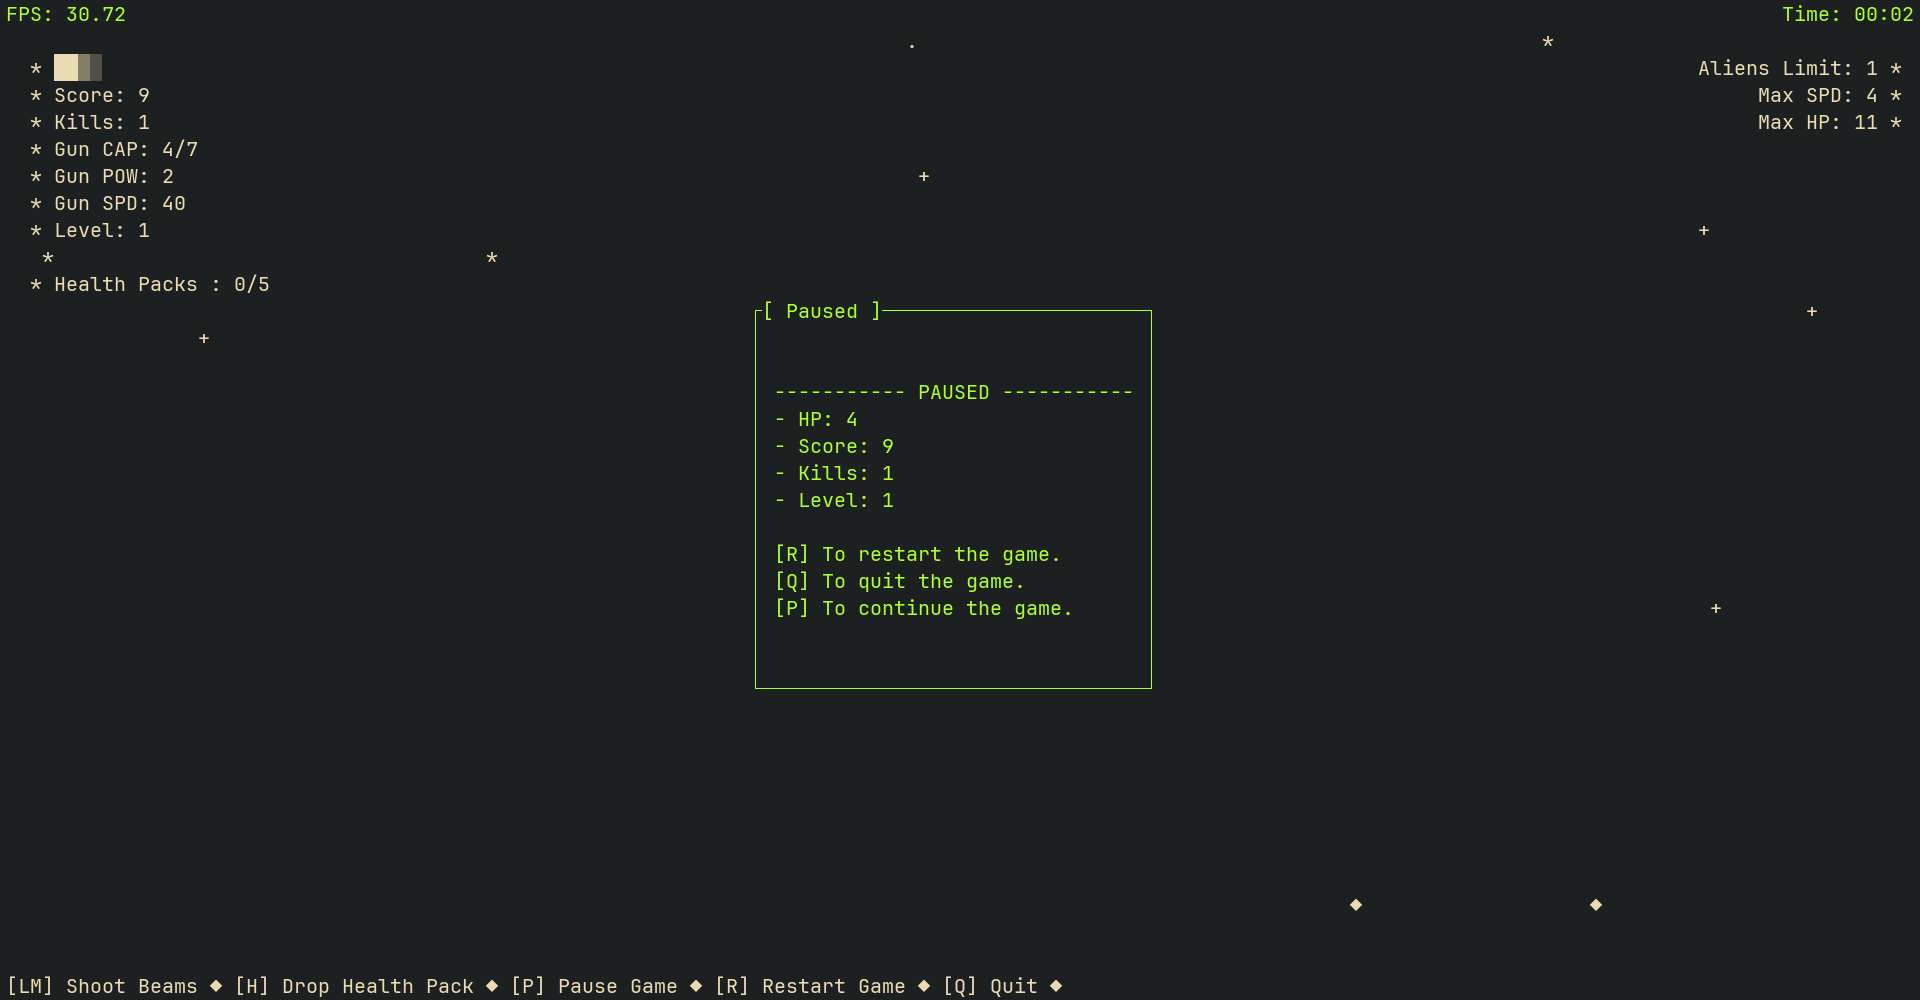 FPS: 30.72
Time: 00:02
* Score: 9
* Kills: 1
* Gun CAP: 4/7
* Gun POW: 2
* Gun SPD: 40
* Level: 1
* Health Packs : 0/5
Aliens Limit: 1 *
Max SPD: 4 *
Max HP: 11 *
[ Paused ]
----------- PAUSED -----------
- HP: 4
- Score: 9
- Kills: 1
- Level: 1
[R] To restart the game.
[Q] To quit the game.
[P] To continue the game.
[LM] Shoot Beams ◆ [H] Drop Health Pack ◆ [P] Pause Game ◆ [R] Restart Game ◆ [Q] Quit ◆